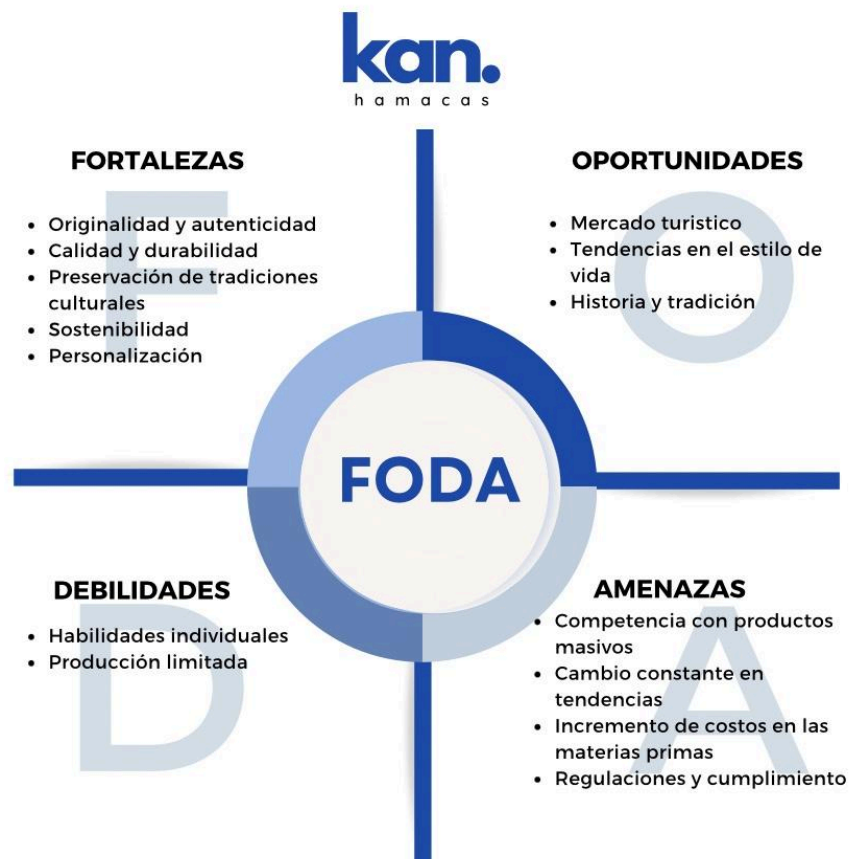 kan.
hamacas
FORTALEZAS
• Originalidad y autenticidad
• Calidad y durabilidad
• Preservación de tradiciones
culturales
• Sostenibilidad
• Personalización
OPORTUNIDADES
• Mercado turistico
• Tendencias en el estilo de
vida
• Historia y tradición
FODA
DEBILIDADES
• Habilidades individuales
• Producción limitada
AMENAZAS
• Competencia con productos
masivos
• Cambio constante en
tendencias
• Incremento de costos en las
materias primas
• Regulaciones y cumplimiento
F
O
D
A